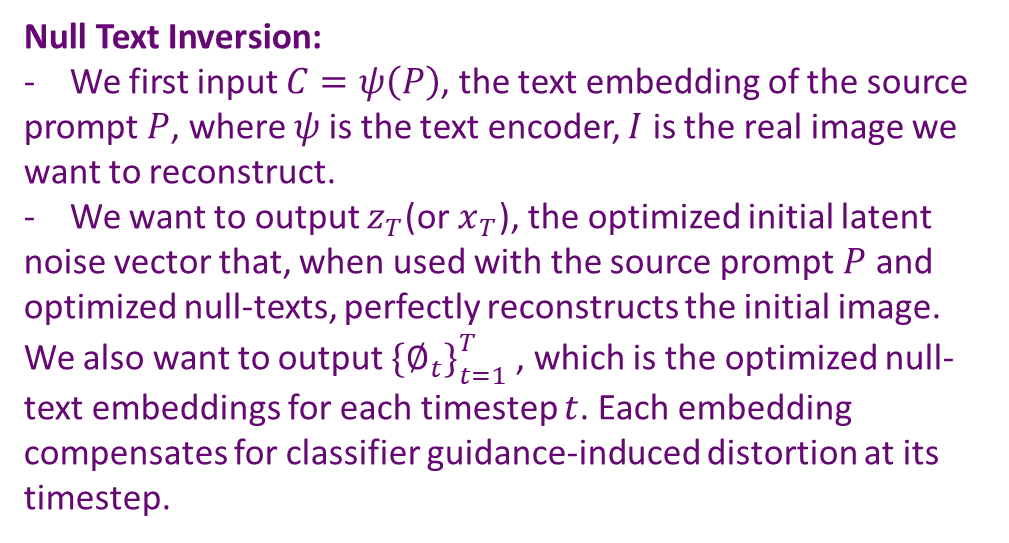 Null Text Inversion:
- We first input C = ψ(P), the text embedding of the source
prompt P, where ψ is the text encoder, I is the real image we
want to reconstruct.
- We want to output z_T(or x_T), the optimized initial latent
noise vector that, when used with the source prompt P and
optimized null-texts, perfectly reconstructs the initial image.
We also want to output {∅_t}_{t=1}^T , which is the optimized null-
text embeddings for each timestep t. Each embedding
compensates for classifier guidance-induced distortion at its
timestep.